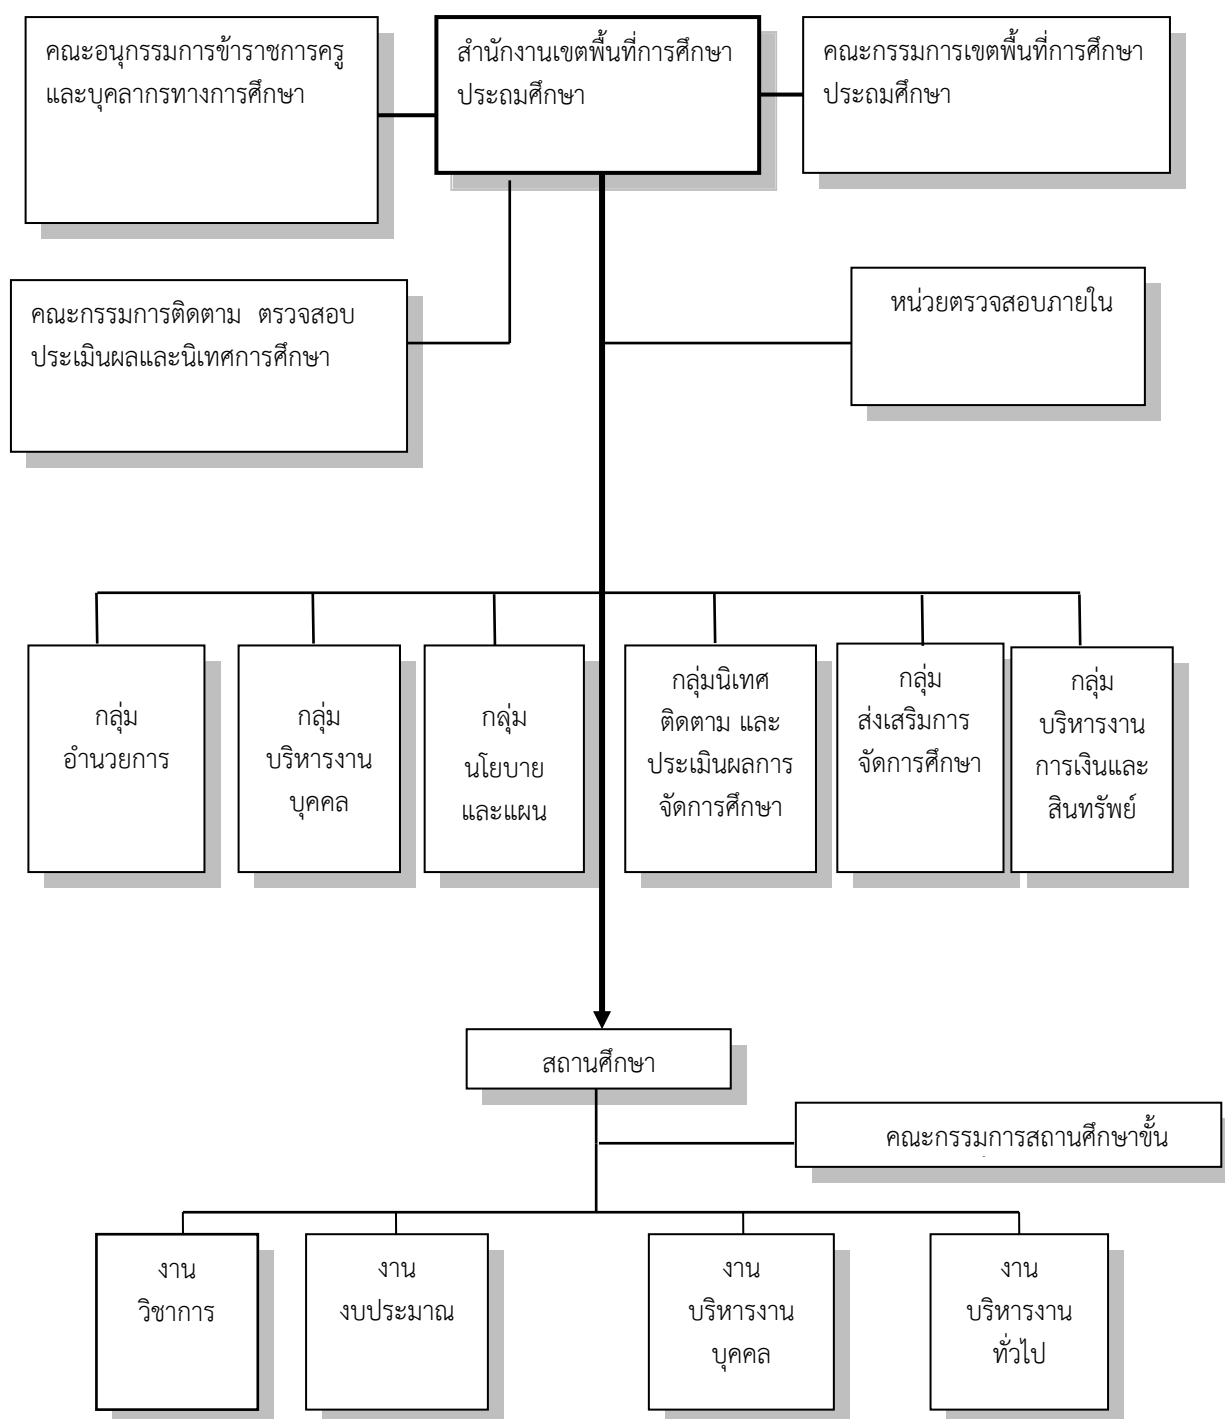 คณะอนุกรรมการข้าราชการครู
และบุคลากรทางการศึกษา
สำนักงานเขตพื้นที่การศึกษา
ประถมศึกษา
คณะกรรมการเขตพื้นที่การศึกษา
ประถมศึกษา
คณะกรรมการติดตาม ตรวจสอบ
ประเมินผลและนิเทศการศึกษา
หน่วยตรวจสอบภายใน
กลุ่ม
อำนวยการ
กลุ่ม
บริหารงาน
บุคคล
กลุ่ม
นโยบาย
และแผน
กลุ่มนิเทศ
ติดตาม และ
ประเมินผลการ
จัดการศึกษา
กลุ่ม
ส่งเสริมการ
จัดการศึกษา
กลุ่ม
บริหารงาน
การเงินและ
สินทรัพย์
สถานศึกษา
คณะกรรมการสถานศึกษาขั้น
งาน
วิชาการ
งาน
งบประมาณ
งาน
บริหารงาน
บุคคล
งาน
บริหารงาน
ทั่วไป